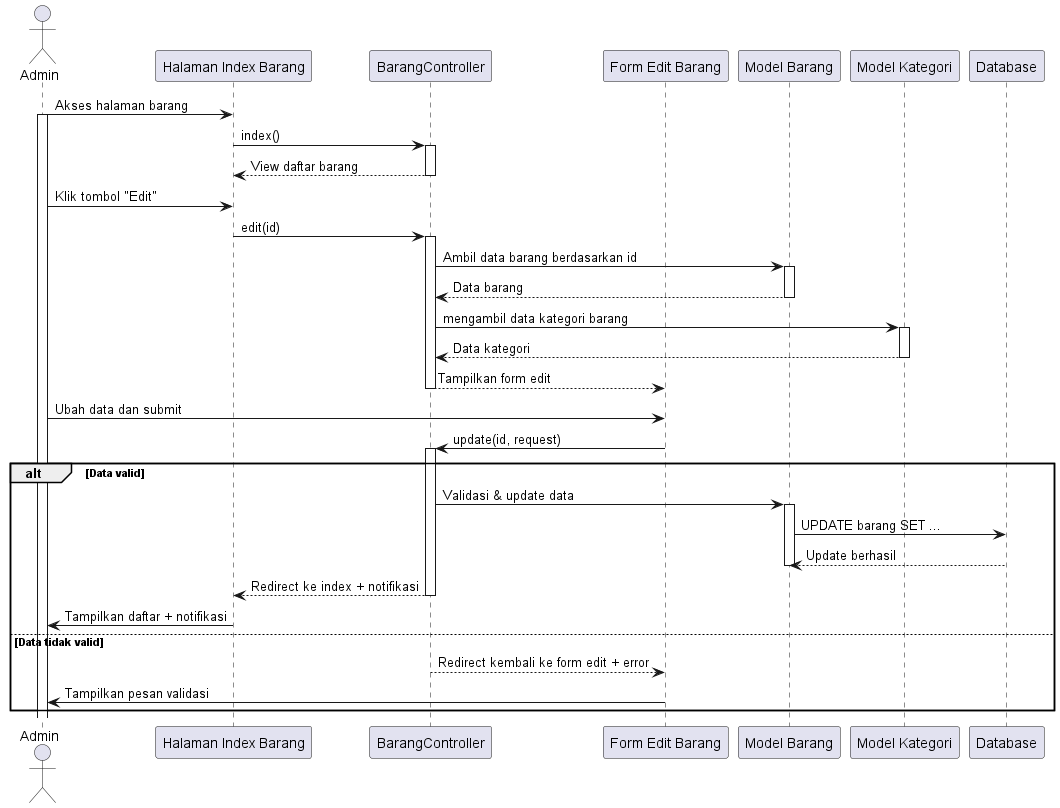 Admin
Halaman Index Barang
BarangController
Form Edit Barang
Model Barang
Model Kategori
Database
Akses halaman barang
index()
View daftar barang
Klik tombol "Edit"
edit(id)
Ambil data barang berdasarkan id
Data barang
mengambil data kategori barang
Data kategori
Tampilkan form edit
Ubah data dan submit
update(id, request)
alt
[Data valid]
Validasi & update data
UPDATE barang SET ...
Update berhasil
Redirect ke index + notifikasi
Tampilkan daftar + notifikasi
[Data tidak valid]
Redirect kembali ke form edit + error
Tampilkan pesan validasi
Admin
Halaman Index Barang
BarangController
Form Edit Barang
Model Barang
Model Kategori
Database